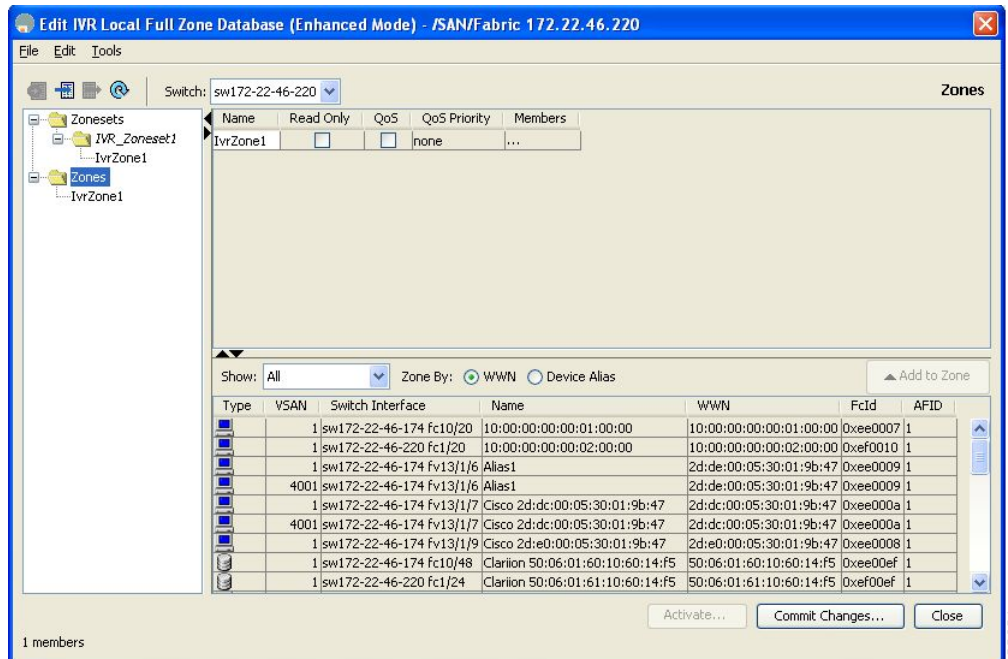 Edit IVR Local Full Zone Database (Enhanced Mode) - /SAN/Fabric 172.22.46.220
File Edit Tools
Switch: sw172-22-46-220 Zones
Zonesets
IVR_Zoneset1
IvrZone1
Zones
IvrZone1
Name Read Only QoS QoS Priority Members
IvrZone1 none ...
Show: All Zone By: WWN Device Alias Add to Zone
Type VSAN Switch Interface Name WWN FcId AFID
1 sw172-22-46-174 fc10/20 10:00:00:00:00:01:00:00 10:00:00:00:00:01:00:00 0xee0007 1
1 sw172-22-46-220 fc1/20 10:00:00:00:00:02:00:00 10:00:00:00:00:02:00:00 0xef0010 1
1 sw172-22-46-174 fv13/1/6 Alias1 2d:de:00:05:30:01:9b:47 0xee0009 1
4001 sw172-22-46-174 fv13/1/6 Alias1 2d:de:00:05:30:01:9b:47 0xee0009 1
1 sw172-22-46-174 fv13/1/7 Cisco 2d:dc:00:05:30:01:9b:47 2d:dc:00:05:30:01:9b:47 0xee000a 1
4001 sw172-22-46-174 fv13/1/7 Cisco 2d:dc:00:05:30:01:9b:47 2d:dc:00:05:30:01:9b:47 0xee000a 1
1 sw172-22-46-174 fv13/1/9 Cisco 2d:e0:00:05:30:01:9b:47 2d:e0:00:05:30:01:9b:47 0xee0008 1
1 sw172-22-46-174 fc10/48 Clariion 50:06:01:60:10:60:14:f5 50:06:01:60:10:60:14:f5 0xee00ef 1
1 sw172-22-46-220 fc1/24 Clariion 50:06:01:61:10:60:14:f5 50:06:01:61:10:60:14:f5 0xef00ef 1
Activate... Commit Changes... Close
1 members